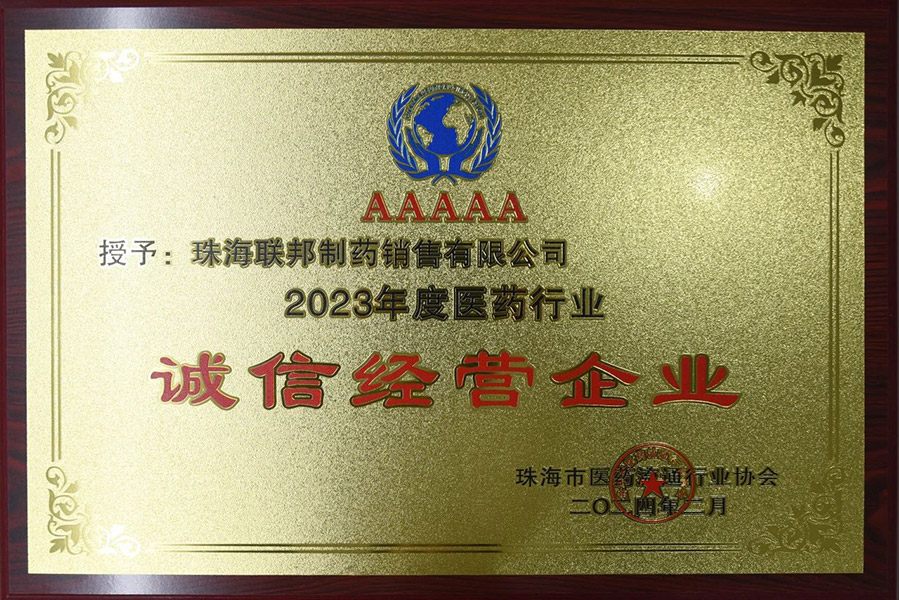 AAAAA
授予：珠海联邦制药销售有限公司
2023年度医药行业
诚信经营企业
珠海市医药流通行业协会
二〇二四年二月